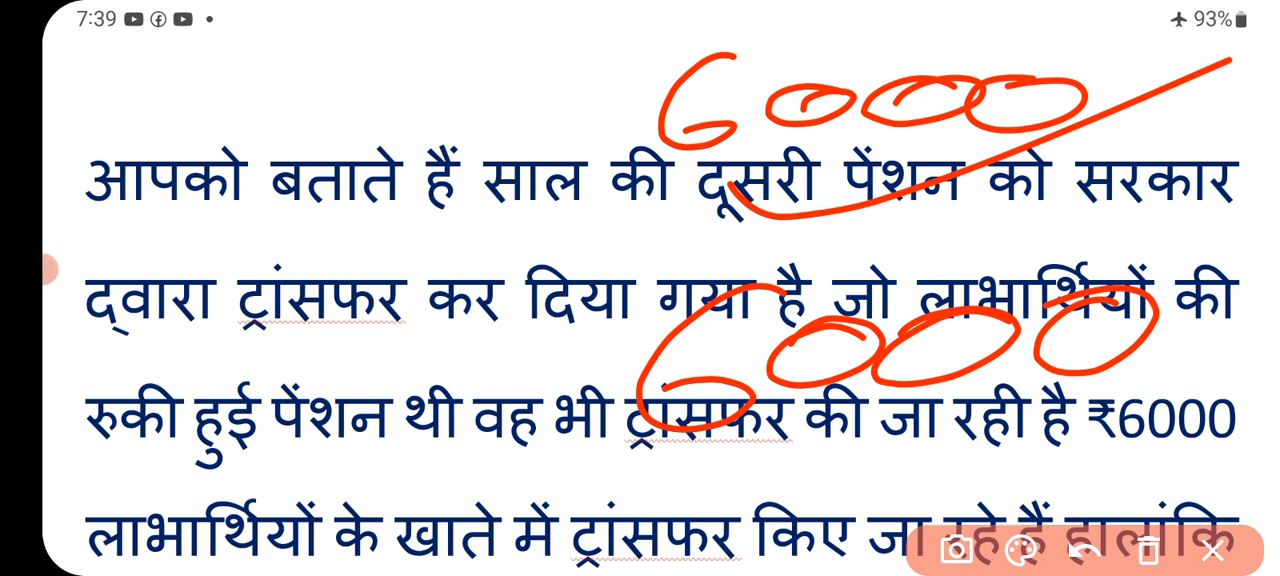 7:39
93%
6000
आपको बताते हैं साल की दूसरी पेंशन को सरकार
द्वारा ट्रांसफर कर दिया गया है जो लाभार्थियों की
6000
रुकी हुई पेंशन थी वह भी ट्रांसफर की जा रही है ₹6000
लाभार्थियों के खाते में ट्रांसफर किए जा रहे हैं हालांकि